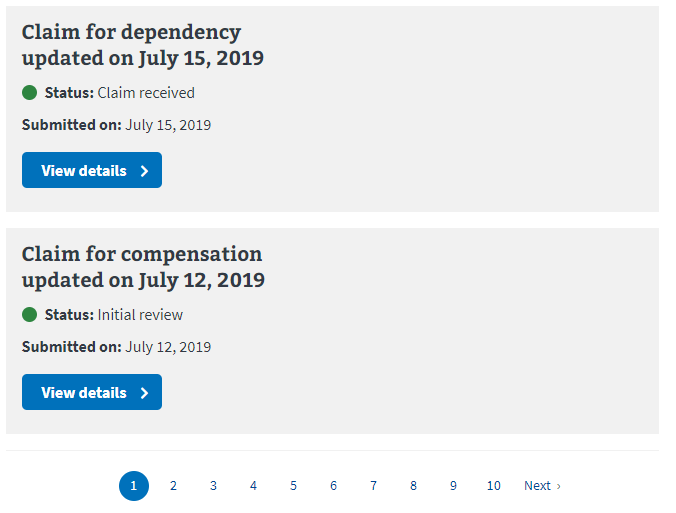 Claim for dependency
updated on July 15, 2019
Status: Claim received
Submitted on: July 15, 2019
View details
Claim for compensation
updated on July 12, 2019
Status: Initial review
Submitted on: July 12, 2019
View details
1 2 3 4 5 6 7 8 9 10 Next ›